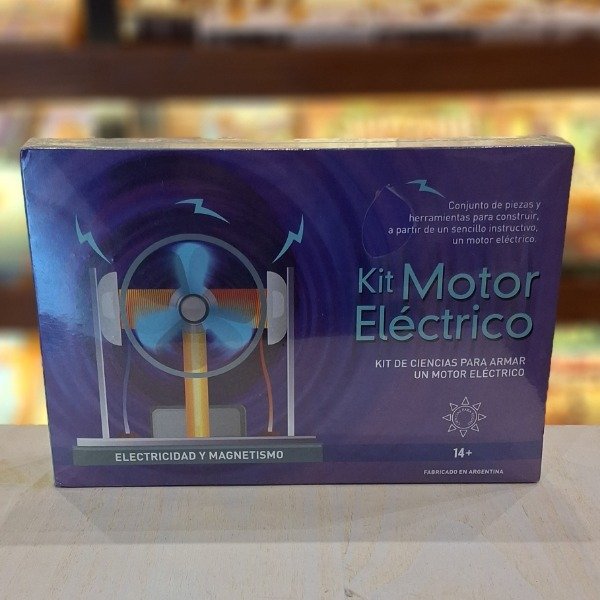 Conjunto de piezas y
herramientas para construir,
a partir de un sencillo instructivo,
un motor eléctrico.
Kit Motor
Eléctrico
KIT DE CIENCIAS PARA ARMAR
UN MOTOR ELÉCTRICO
14+
FABRICADO EN ARGENTINA
ELECTRICIDAD Y MAGNETISMO